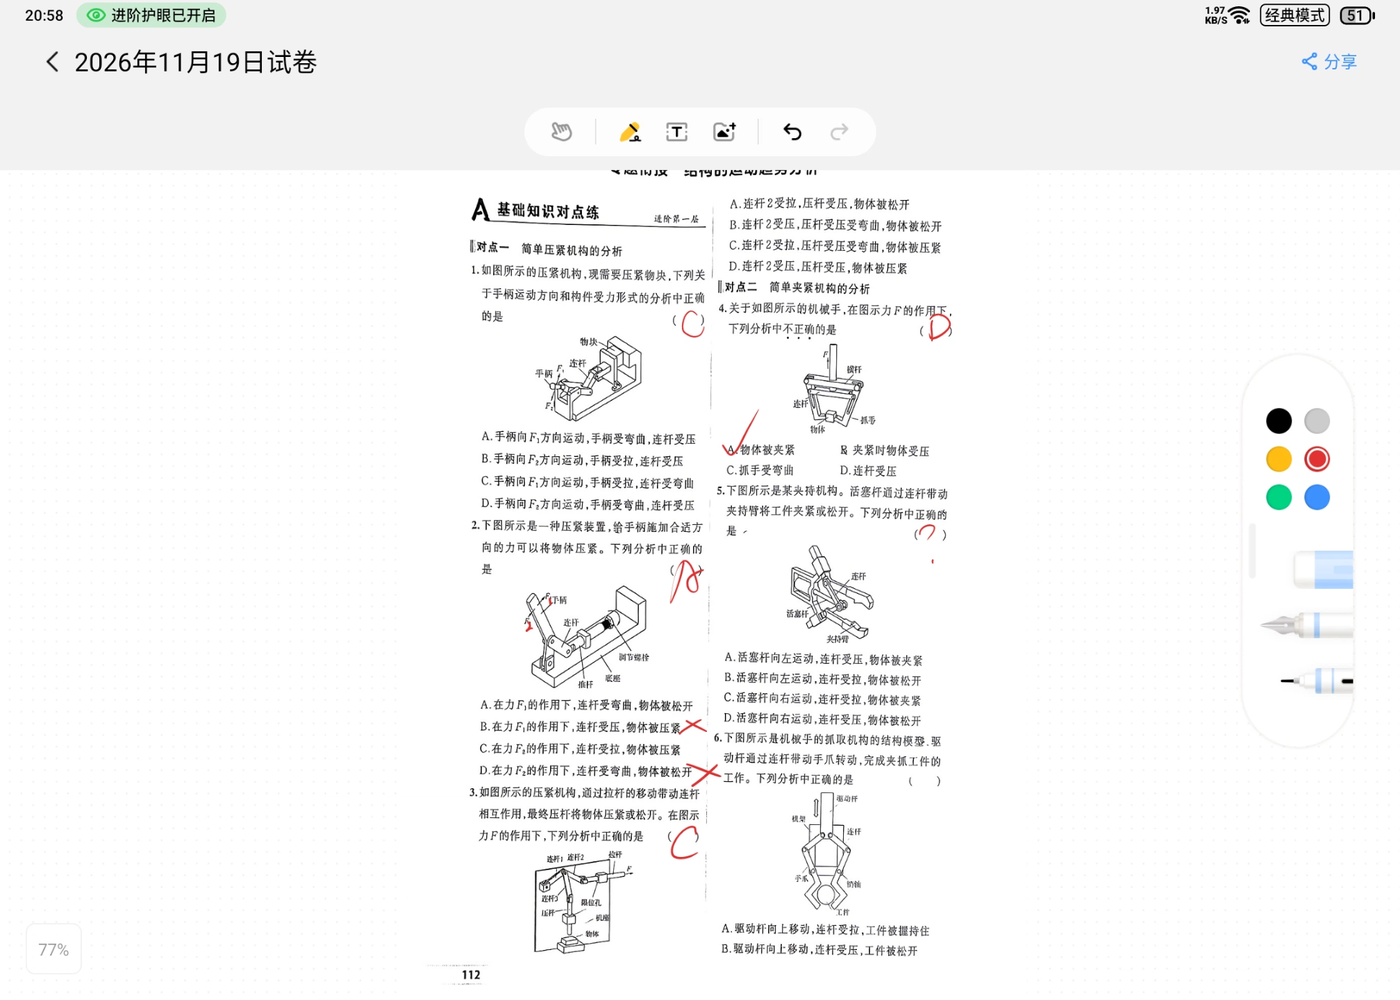 20:58
进阶护眼已开启
1.97
KB/S
经典模式
51
2026年11月19日试卷
分享
A 基础知识对点练
进阶第一层
对点一 简单压紧机构的分析
1.如图所示的压紧机构,现需要压紧物块,下列关
于手柄运动方向和构件受力形式的分析中正确
的是 ( C )
物块
连杆
手柄
F₁
F₂
A.手柄向F₁方向运动,手柄受弯曲,连杆受压
B.手柄向F₂方向运动,手柄受拉,连杆受压
C.手柄向F₁方向运动,手柄受拉,连杆受弯曲
D.手柄向F₂方向运动,手柄受弯曲,连杆受压
2.下图所示是一种压紧装置,给手柄施加合适方
向的力可以将物体压紧。下列分析中正确的
是 ( A )
手柄
连杆
调节螺栓
底座
推杆
A.在力F₁的作用下,连杆受弯曲,物体被松开
B.在力F₁的作用下,连杆受压,物体被压紧
C.在力F₂的作用下,连杆受拉,物体被压紧
D.在力F₂的作用下,连杆受弯曲,物体被松开
3.如图所示的压紧机构,通过拉杆的移动带动连杆
相互作用,最终压杆将物体压紧或松开。在图示
力F的作用下,下列分析中正确的是 ( C
连杆1 连杆2 拉杆
F
连杆3
限位孔
压杆
机座
物体
112
A.连杆2受拉,压杆受压,物体被松开
B.连杆2受压,压杆受压受弯曲,物体被松开
C.连杆2受拉,压杆受压受弯曲,物体被压紧
D.连杆2受压,压杆受压,物体被压紧
对点二 简单夹紧机构的分析
4.关于如图所示的机械手,在图示力F的作用下,
下列分析中不正确的是 ( D )
F
横杆
连杆
抓手
物体
A.物体被夹紧 B.夹紧时物体受压
C.抓手受弯曲 D.连杆受压
5.下图所示是某夹持机构。活塞杆通过连杆带动
夹持臂将工件夹紧或松开。下列分析中正确的
是 ( ? )
连杆
活塞杆
夹持臂
A.活塞杆向左运动,连杆受压,物体被夹紧
B.活塞杆向左运动,连杆受拉,物体被松开
C.活塞杆向右运动,连杆受拉,物体被夹紧
D.活塞杆向右运动,连杆受压,物体被松开
6.下图所示是机械手的抓取机构的结构模型.驱
动杆通过连杆带动手爪转动,完成夹抓工件的
工作。下列分析中正确的是 ( )
驱动杆
机架
连杆
手爪
销轴
工件
A.驱动杆向上移动,连杆受拉,工件被握持住
B.驱动杆向上移动,连杆受压,工件被松开
77%